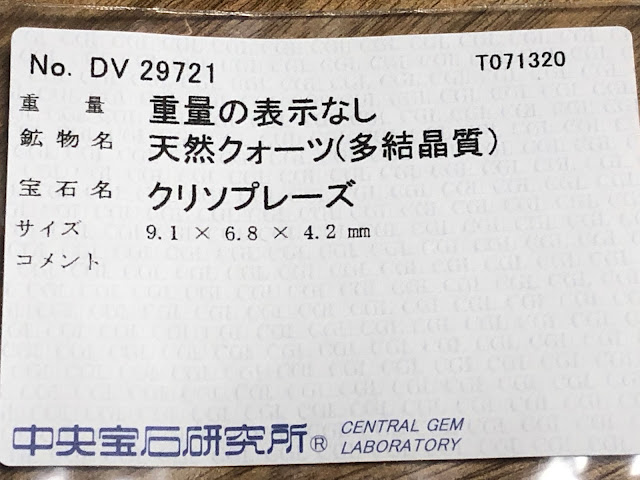 No. DV 29721 T071320
重量 重量の表示なし
鉱物名 天然クォーツ(多結晶質)
宝石名 クリソプレーズ
サイズ 9.1 × 6.8 × 4.2 mm
コメント
中央宝石研究所® CENTRAL GEM
LABORATORY